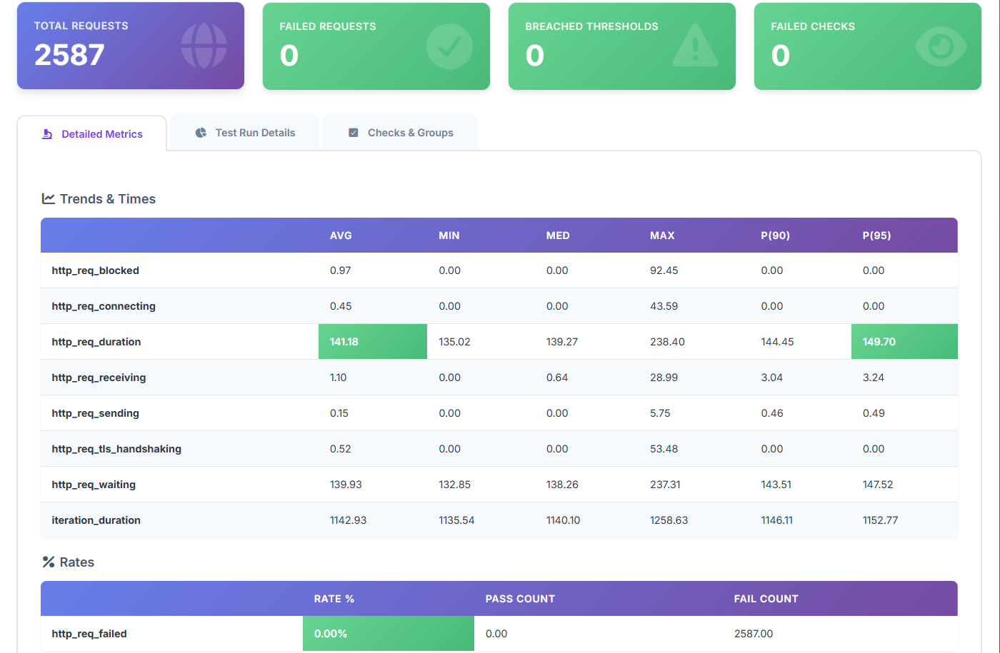 TOTAL REQUESTS
2587
FAILED REQUESTS
0
BREACHED THRESHOLDS
0
FAILED CHECKS
0
Detailed Metrics
Test Run Details
Checks & Groups
Trends & Times
AVG MIN MED MAX P(90) P(95)
http_req_blocked 0.97 0.00 0.00 92.45 0.00 0.00
http_req_connecting 0.45 0.00 0.00 43.59 0.00 0.00
http_req_duration 141.18 135.02 139.27 238.40 144.45 149.70
http_req_receiving 1.10 0.00 0.64 28.99 3.04 3.24
http_req_sending 0.15 0.00 0.00 5.75 0.46 0.49
http_req_tls_handshaking 0.52 0.00 0.00 53.48 0.00 0.00
http_req_waiting 139.93 132.85 138.26 237.31 143.51 147.52
iteration_duration 1142.93 1135.54 1140.10 1258.63 1146.11 1152.77
Rates
RATE % PASS COUNT FAIL COUNT
http_req_failed 0.00% 0.00 2587.00